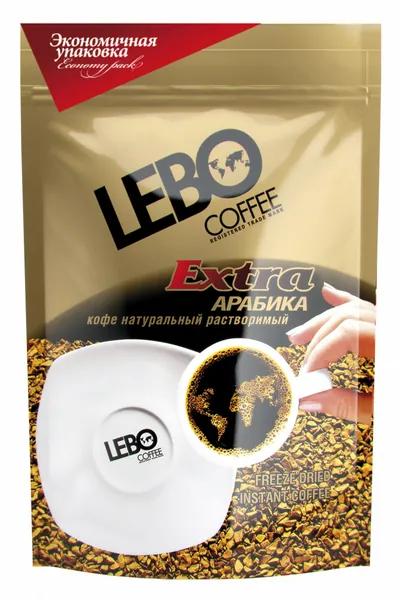 Экономичная
упаковка
Economy pack
LEBO
COFFEE
REGISTERED TRADE MARK
Extra
АРАБИКА
кофе натуральный растворимый
LEBO
COFFEE
FREEZE DRIED
INSTANT COFFEE